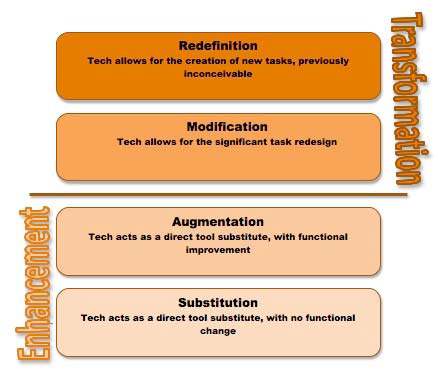 Transformation
Redefinition
Tech allows for the creation of new tasks, previously
inconceivable
Modification
Tech allows for the significant task redesign
Enhancement
Augmentation
Tech acts as a direct tool substitute, with functional
improvement
Substitution
Tech acts as a direct tool substitute, with no functional
change